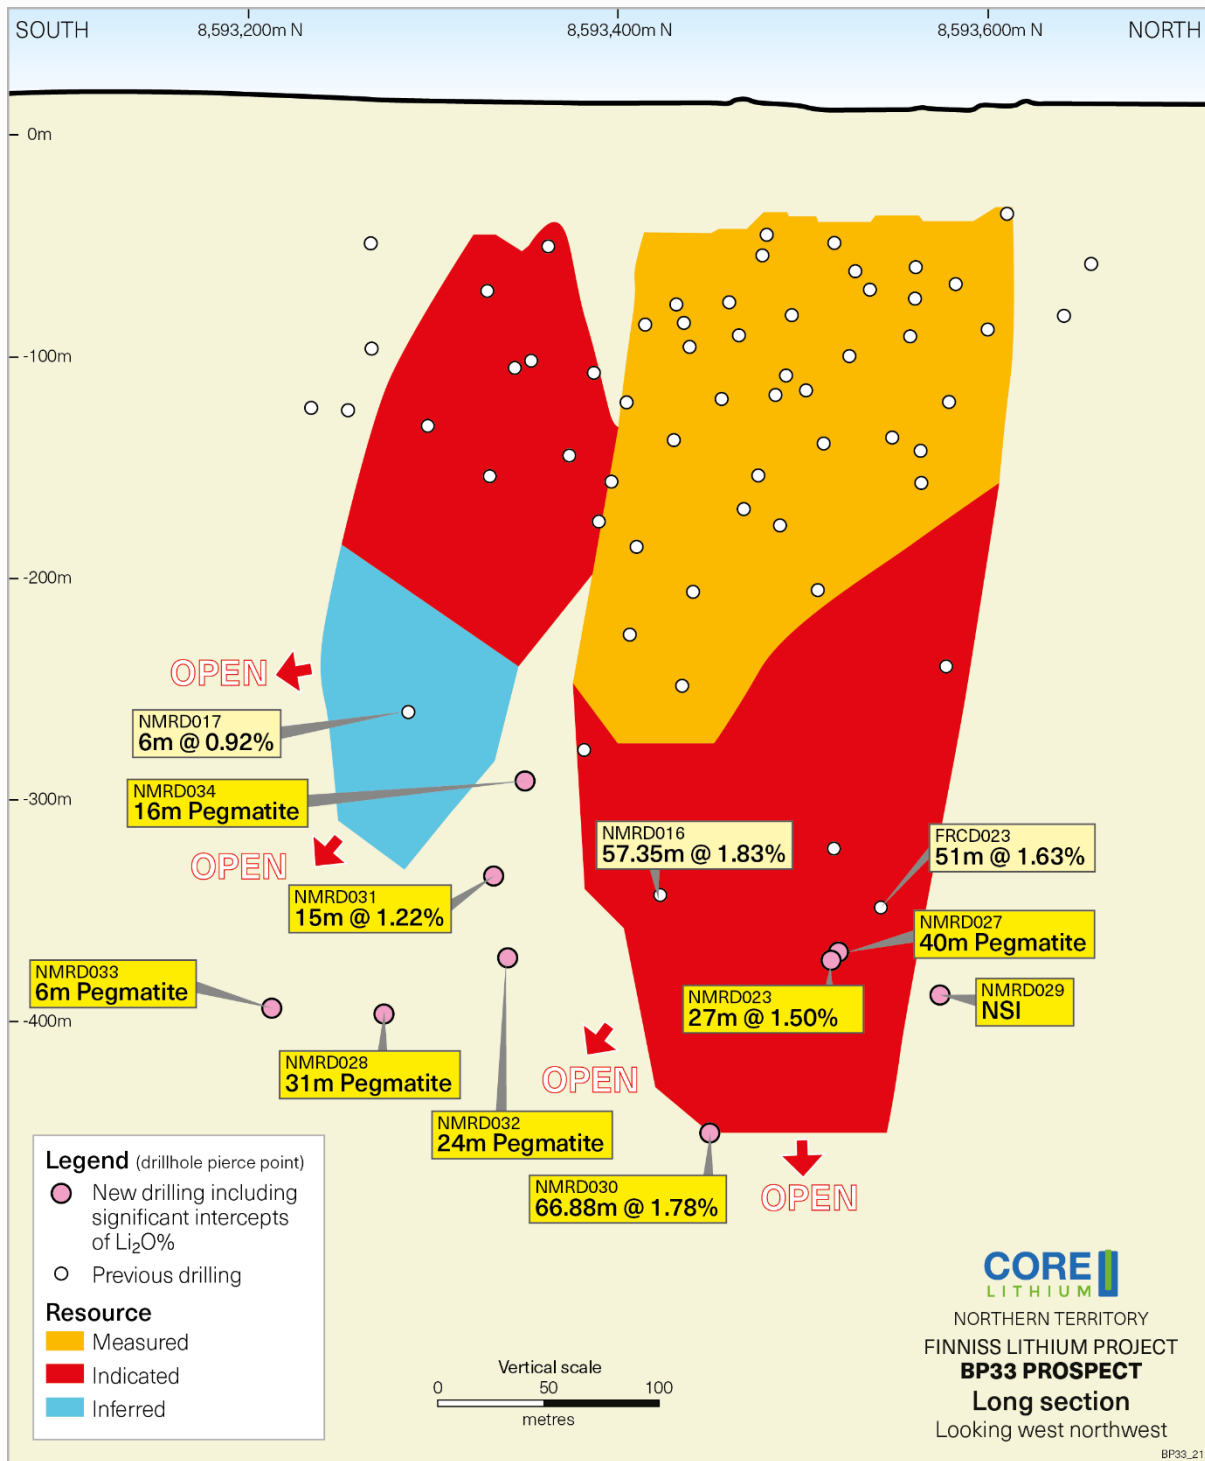 SOUTH
8,593,200m N
8,593,400m N
8,593,600m N
NORTH
0m
-100m
-200m
-300m
-400m
OPEN
NMRD017
6m @ 0.92%
NMRD034
16m Pegmatite
OPEN
NMRD031
15m @ 1.22%
NMRD033
6m Pegmatite
NMRD028
31m Pegmatite
NMRD032
24m Pegmatite
NMRD016
57.35m @ 1.83%
FRCD023
51m @ 1.63%
NMRD027
40m Pegmatite
NMRD023
27m @ 1.50%
NMRD029
NSI
OPEN
NMRD030
66.88m @ 1.78%
OPEN
Legend (drillhole pierce point)
New drilling including
significant intercepts
of Li₂O%
Previous drilling
Resource
Measured
Indicated
Inferred
Vertical scale
0 50 100
metres
CORE
LITHIUM
NORTHERN TERRITORY
FINNISS LITHIUM PROJECT
BP33 PROSPECT
Long section
Looking west northwest
BP33_21